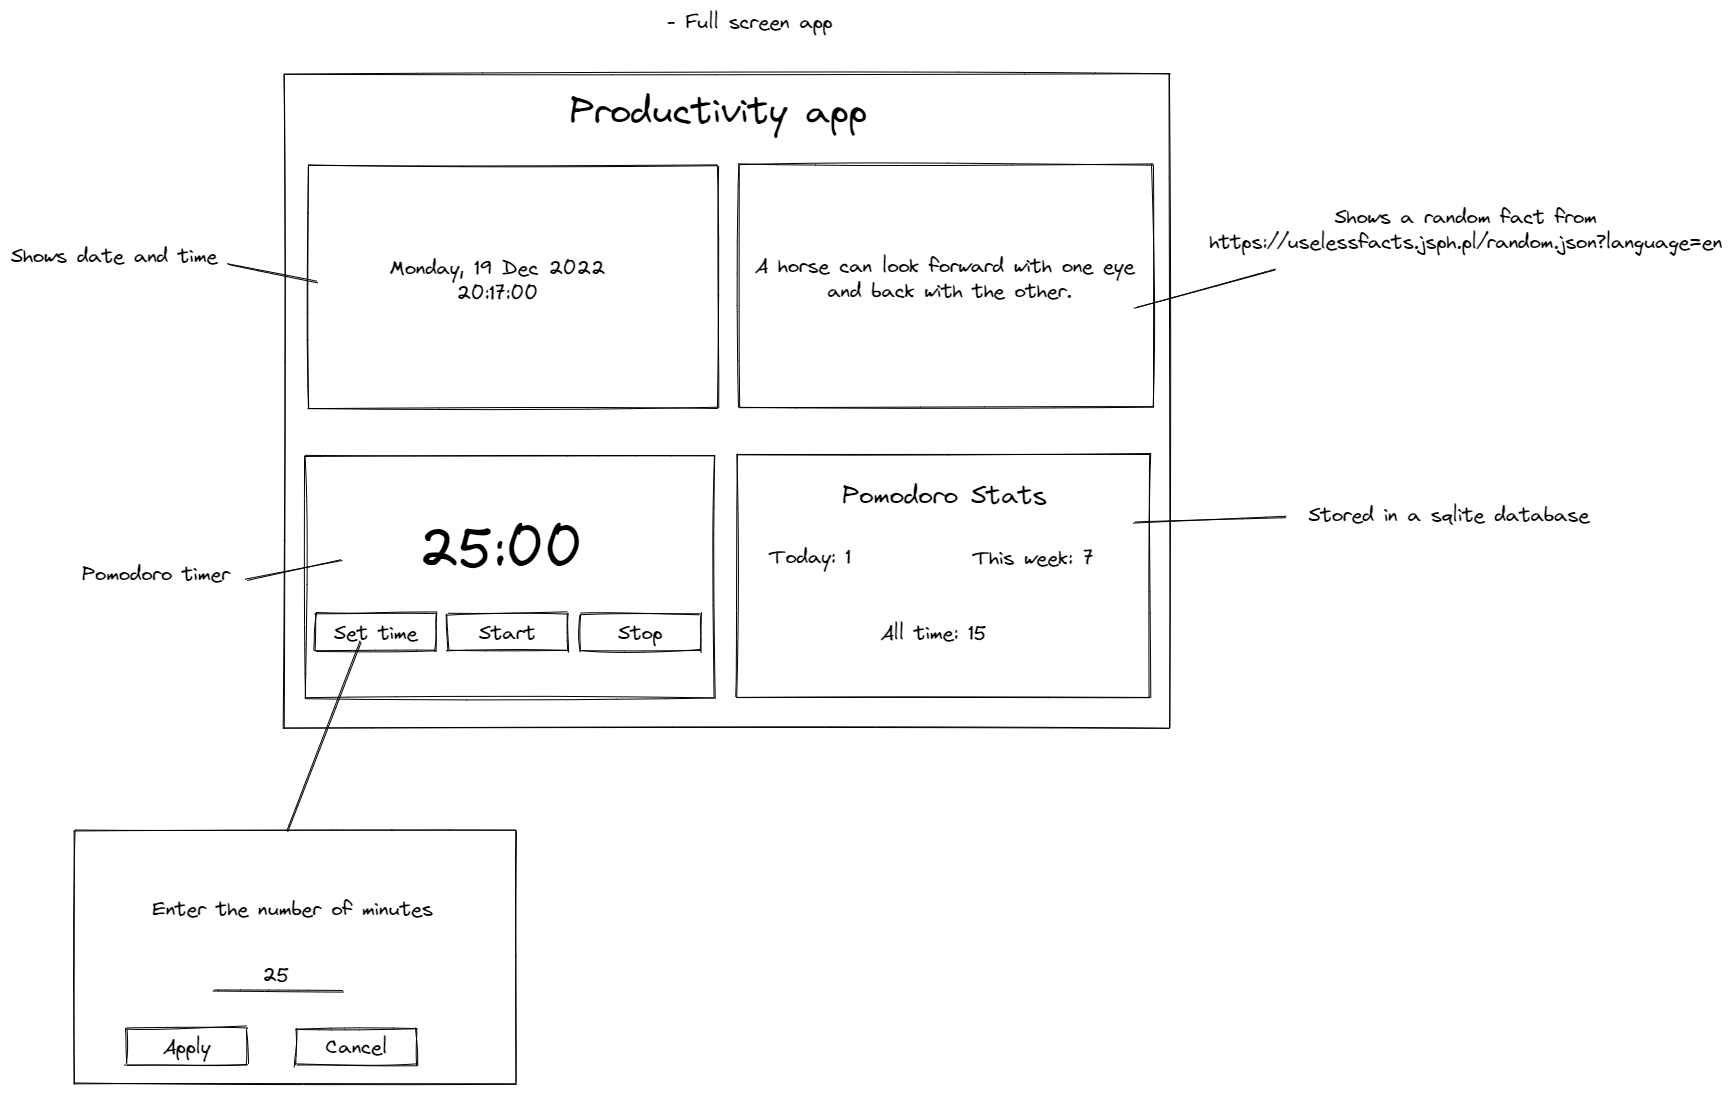 - Full screen app
Productivity app
Shows date and time
Monday, 19 Dec 2022
20:17:00
A horse can look forward with one eye
and back with the other.
Shows a random fact from
https://uselessfacts.jsph.pl/random.json?language=en
Pomodoro timer
25:00
Set time
Start
Stop
Pomodoro Stats
Today: 1
This week: 7
All time: 15
Stored in a sqlite database
Enter the number of minutes
25
Apply
Cancel